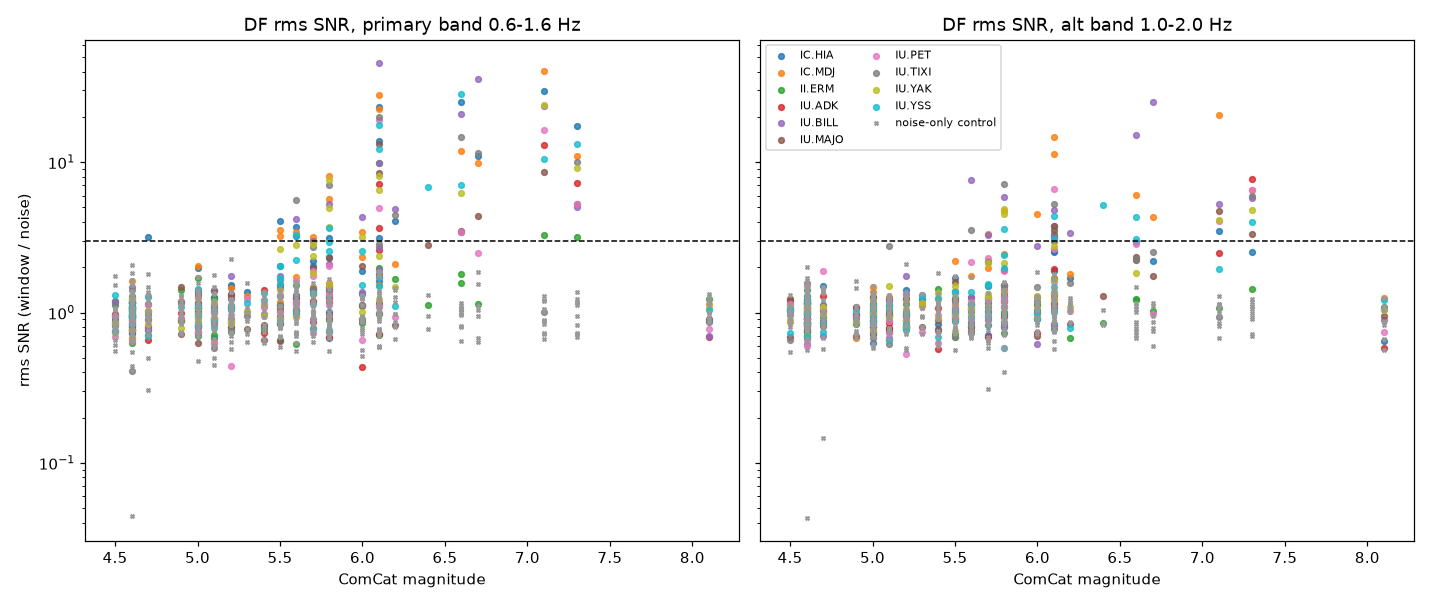 DF rms SNR, primary band 0.6-1.6 Hz
10¹
10⁰
10⁻¹
rms SNR (window / noise)
4.5 5.0 5.5 6.0 6.5 7.0 7.5 8.0
ComCat magnitude
DF rms SNR, alt band 1.0-2.0 Hz
IC.HIA
IC.MDJ
II.ERM
IU.ADK
IU.BILL
IU.MAJO
IU.PET
IU.TIXI
IU.YAK
IU.YSS
noise-only control
4.5 5.0 5.5 6.0 6.5 7.0 7.5 8.0
ComCat magnitude